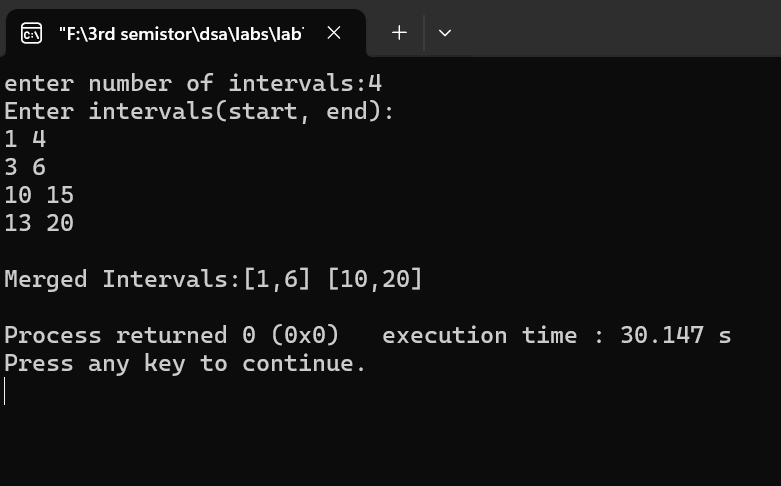 "F:\3rd semistor\dsa\labs\lab
enter number of intervals:4
Enter intervals(start, end):
1 4
3 6
10 15
13 20
Merged Intervals:[1,6] [10,20]
Process returned 0 (0x0)   execution time : 30.147 s
Press any key to continue.